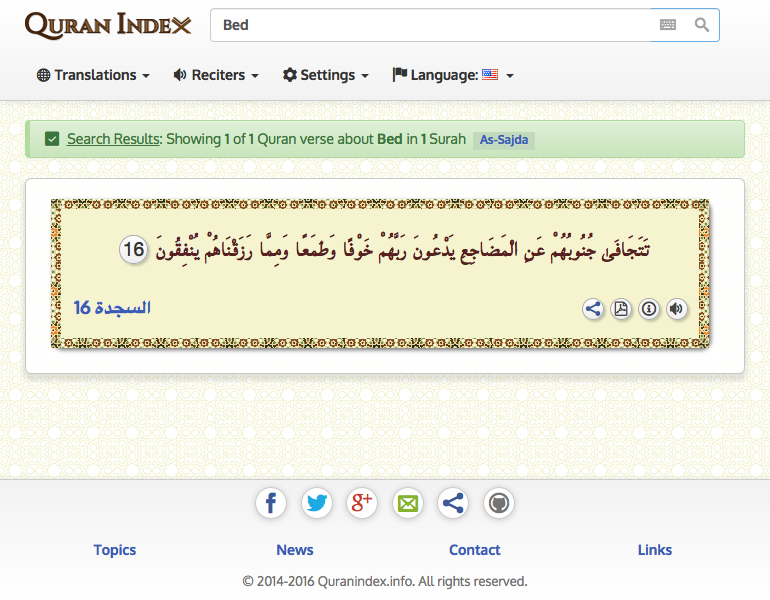 QURAN INDEX
Bed
Translations
Reciters
Settings
Language:
Search Results: Showing 1 of 1 Quran verse about Bed in 1 Surah As-Sajda
تَتَجَافَىٰ جُنُوبُهُمْ عَنِ الْمَضَاجِعِ يَدْعُونَ رَبَّهُمْ خَوْفًا وَطَمَعًا وَمِمَّا رَزَقْنَاهُمْ يُنْفِقُونَ 16
السجدة 16
Topics
News
Contact
Links
© 2014-2016 Quranindex.info. All rights reserved.